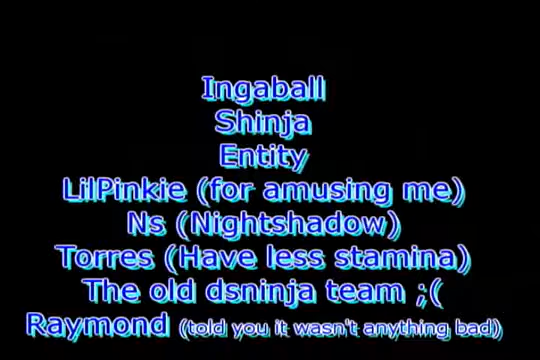 Ingaball
Shinja
Entity
LilPinkie (for amusing me)
Ns (Nightshadow)
Torres (Have less stamina)
The old dsninja team ;(
Raymond (told you it wasn't anything bad)